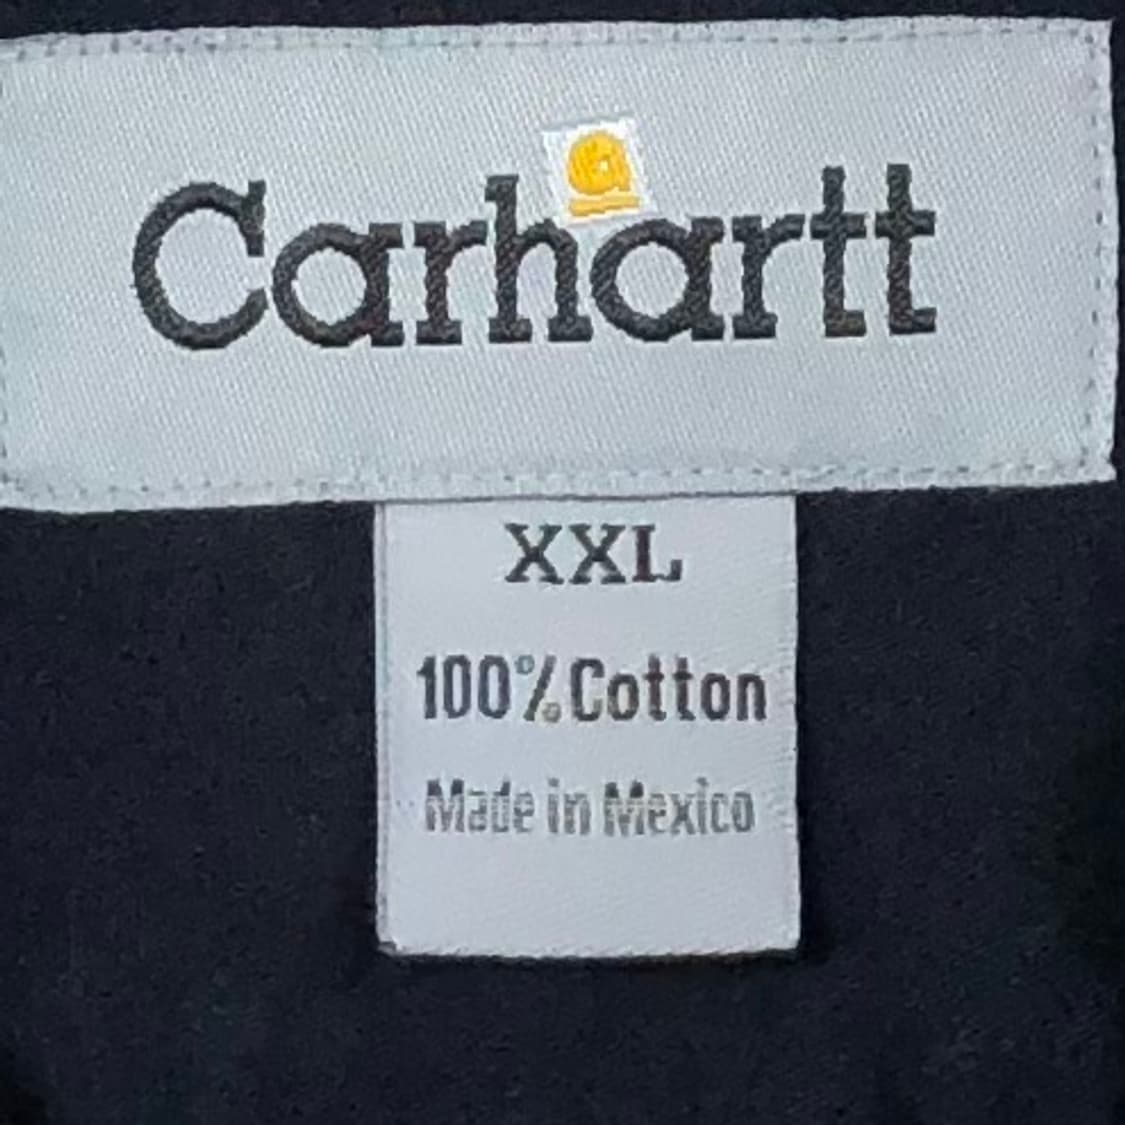 Carhartt
XXL
100% Cotton
Made in Mexico